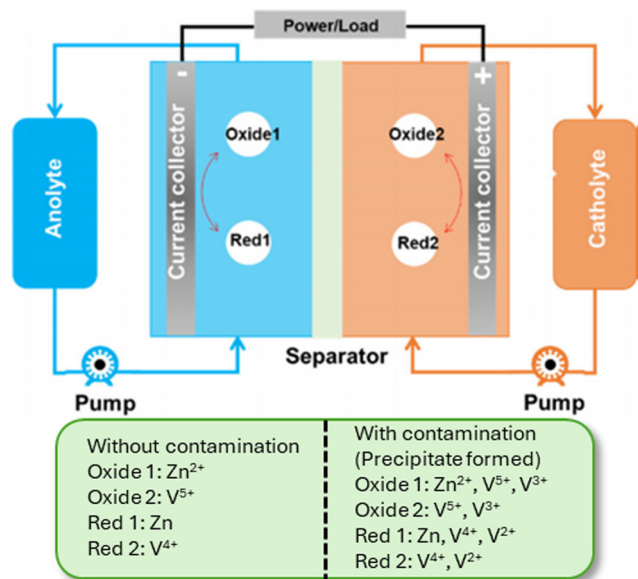 Power/Load
-
+
Anolyte
Current collector
Oxide1
Red1
Oxide2
Red2
Current collector
Catholyte
Separator
Pump
Pump
Without contamination
Oxide 1: Zn²⁺
Oxide 2: V⁵⁺
Red 1: Zn
Red 2: V⁴⁺
With contamination
(Precipitate formed)
Oxide 1: Zn²⁺, V⁵⁺, V³⁺
Oxide 2: V⁵⁺, V³⁺
Red 1: Zn, V⁴⁺, V²⁺
Red 2: V⁴⁺, V²⁺